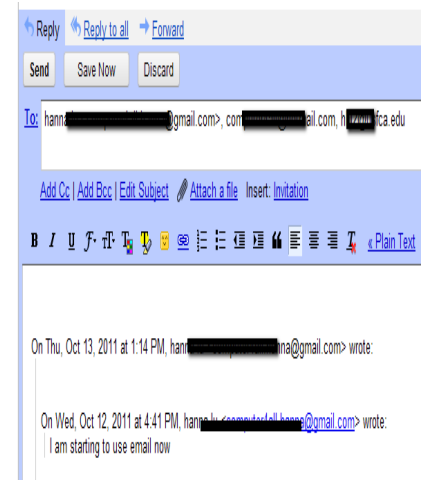 Reply Reply to all Forward
Send Save Now Discard
To: hanna @gmail.com>, com ail.com, h fca.edu
Add Cc | Add Bcc | Edit Subject Attach a file Insert: Invitation
B I U « Plain Text
On Thu, Oct 13, 2011 at 1:14 PM, hann na@gmail.com> wrote:
On Wed, Oct 12, 2011 at 4:41 PM, hanna @gmail.com> wrote:
I am starting to use email now